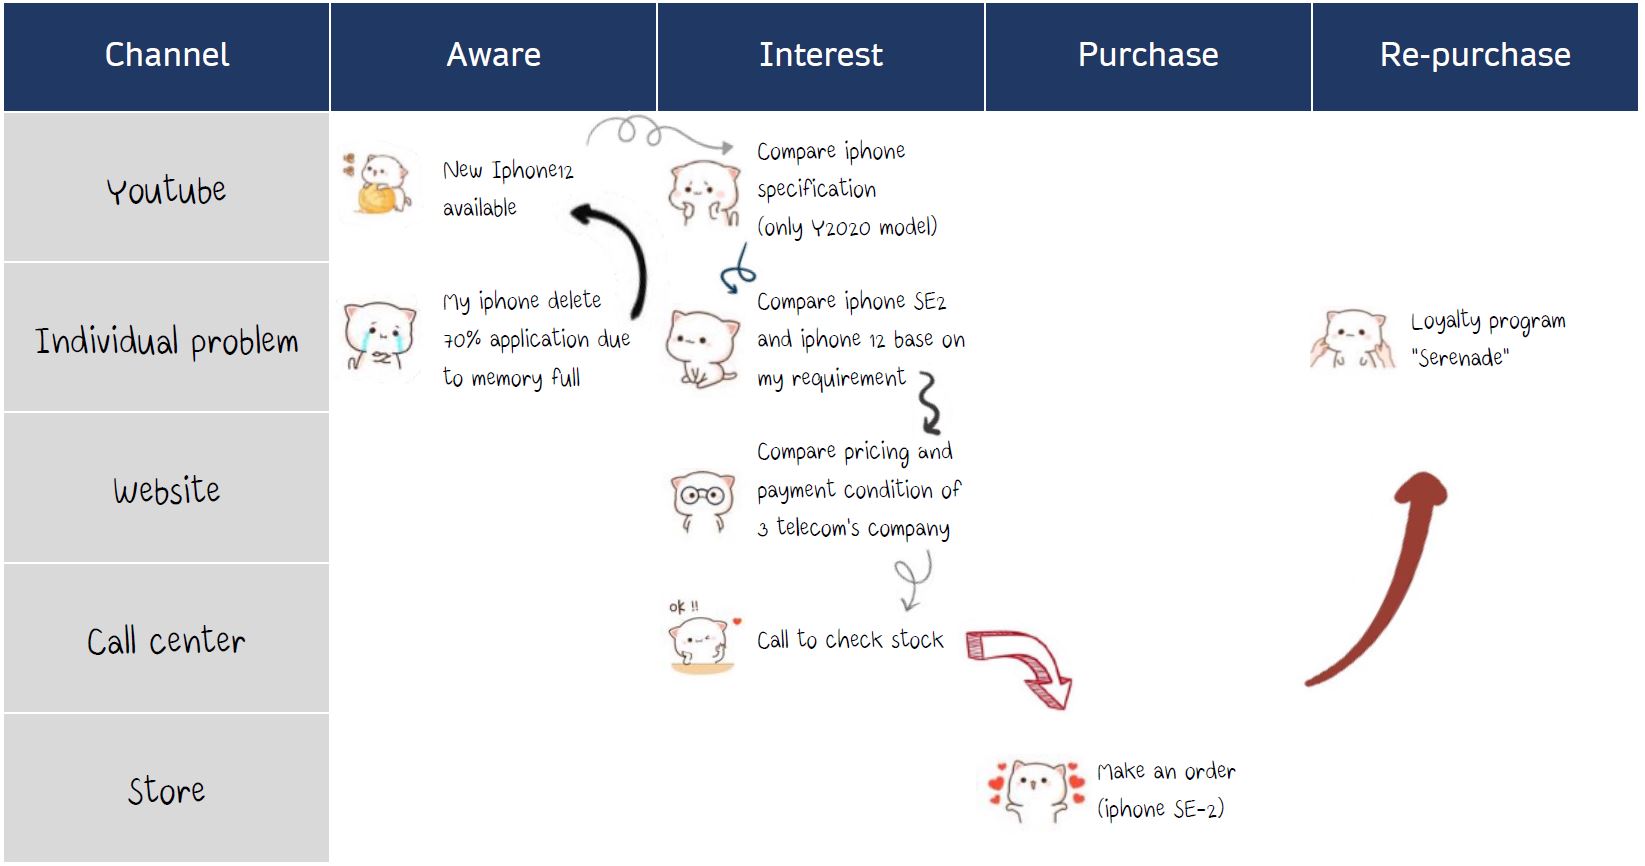 Channel
Aware
Interest
Purchase
Re-purchase
Youtube
New Iphone12
available
Compare iphone
specification
(only Y2020 model)
Individual problem
My iphone delete
70% application due
to memory full
Compare iphone SE2
and iphone 12 base on
my requirement
Loyalty program
"Serenade"
Website
Compare pricing and
payment condition of
3 telecom's company
Call center
ok !!
Call to check stock
Store
Make an order
(iphone SE-2)